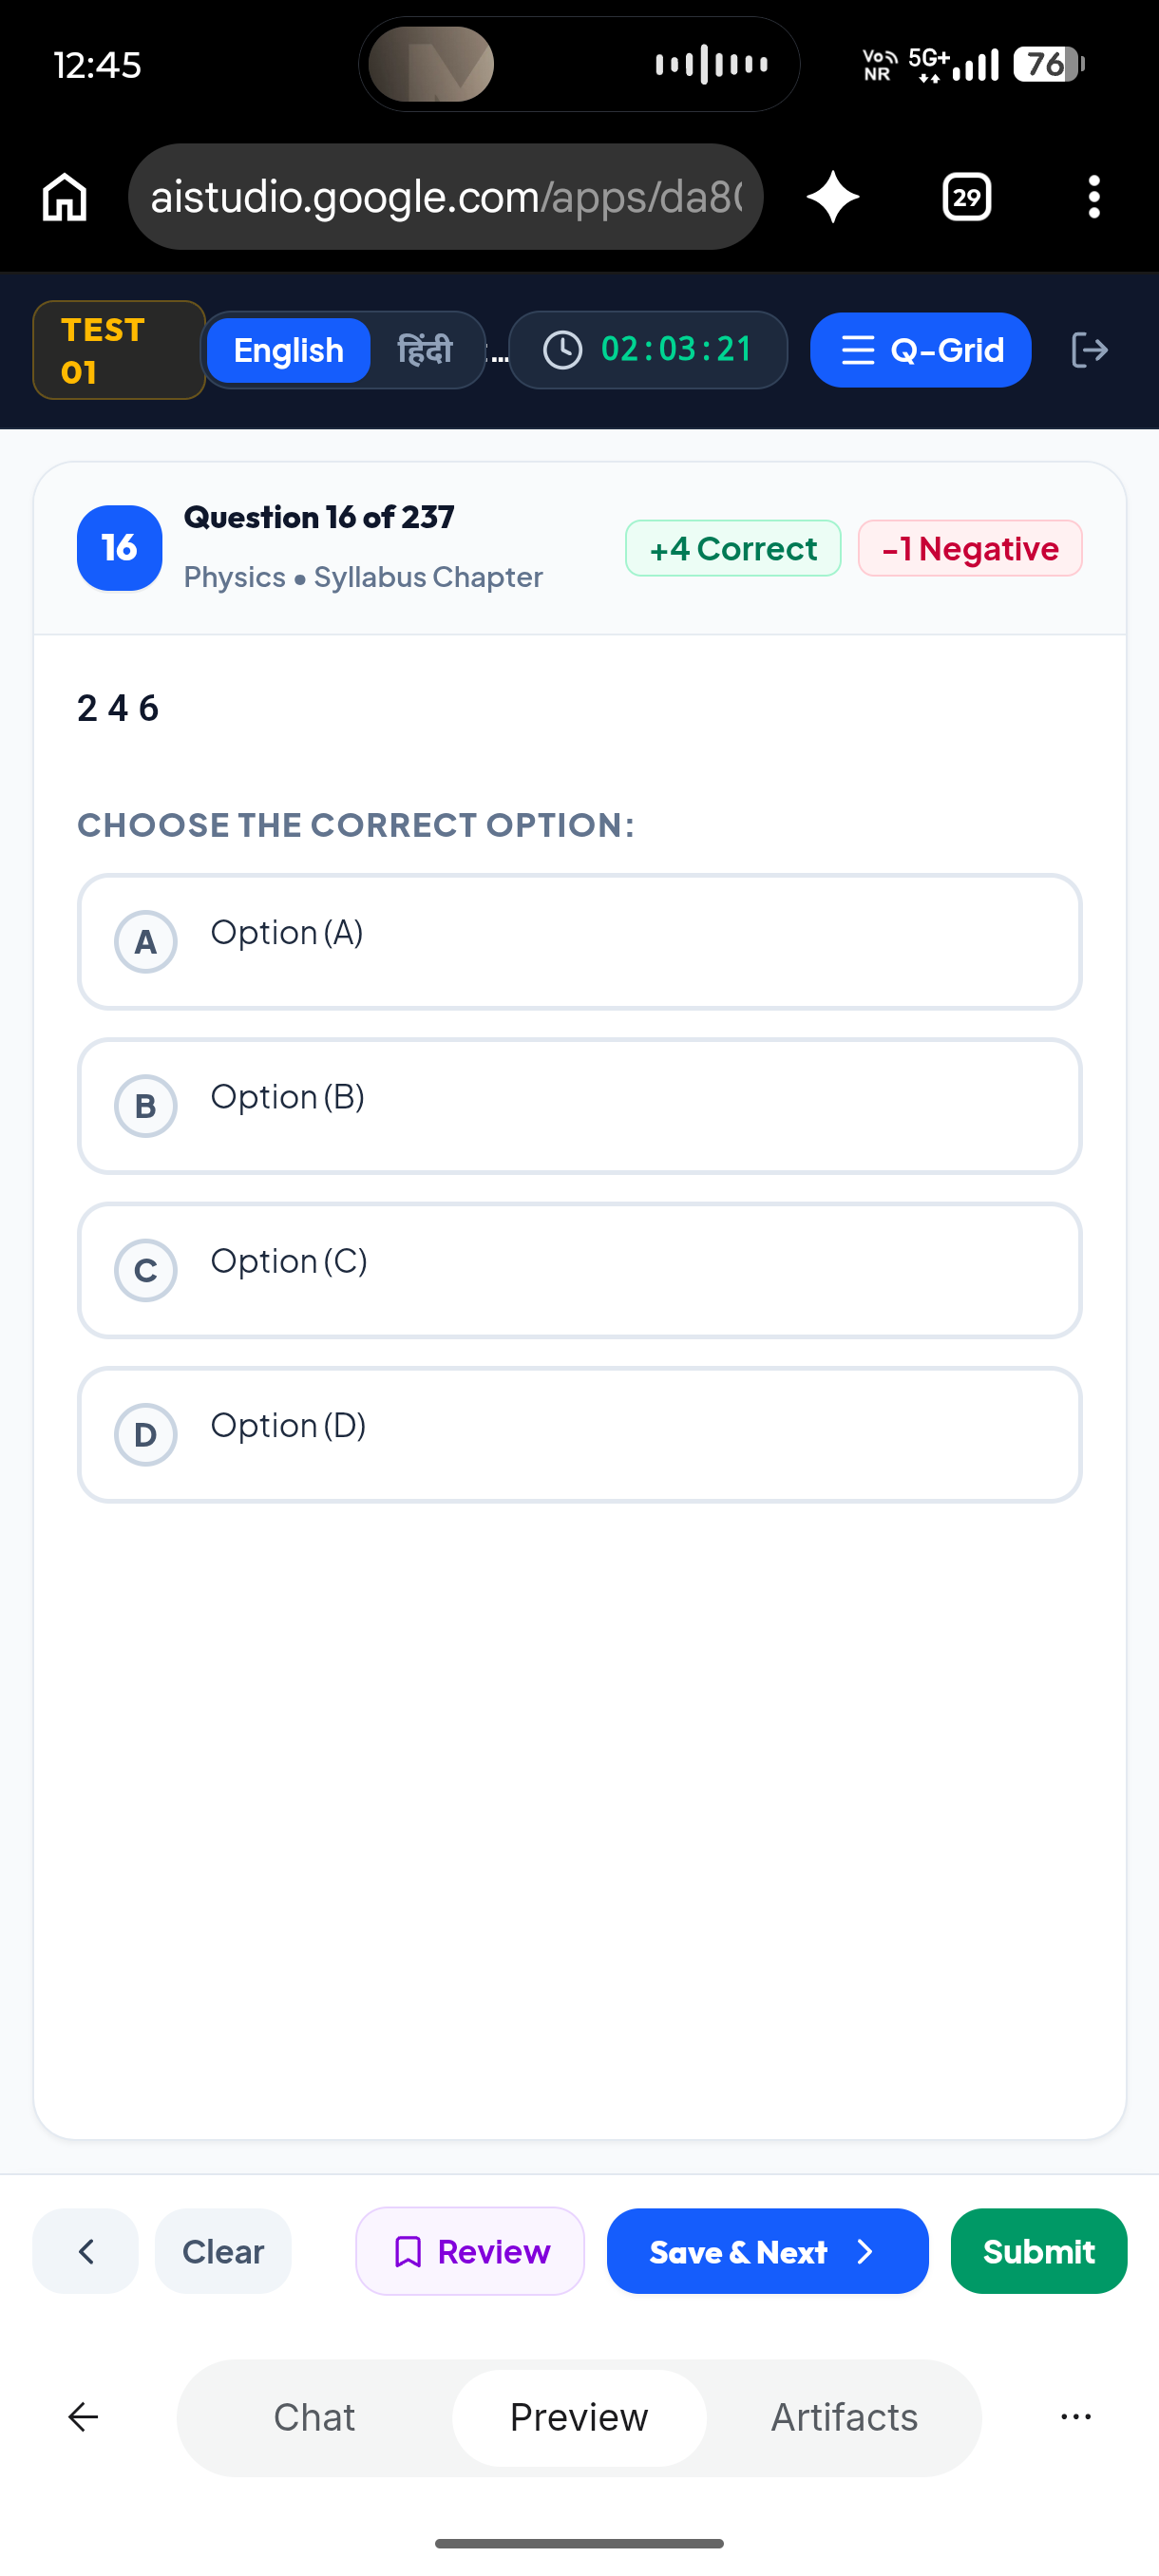 12:45
Vo NR 5G+ 76
aistudio.google.com/apps/da8
29
TEST 01
English हिंदी ... 02:03:21 Q-Grid
16
Question 16 of 237
Physics • Syllabus Chapter
+4 Correct
-1 Negative
2 4 6
CHOOSE THE CORRECT OPTION:
A Option (A)
B Option (B)
C Option (C)
D Option (D)
Clear Review Save & Next Submit
Chat Preview Artifacts